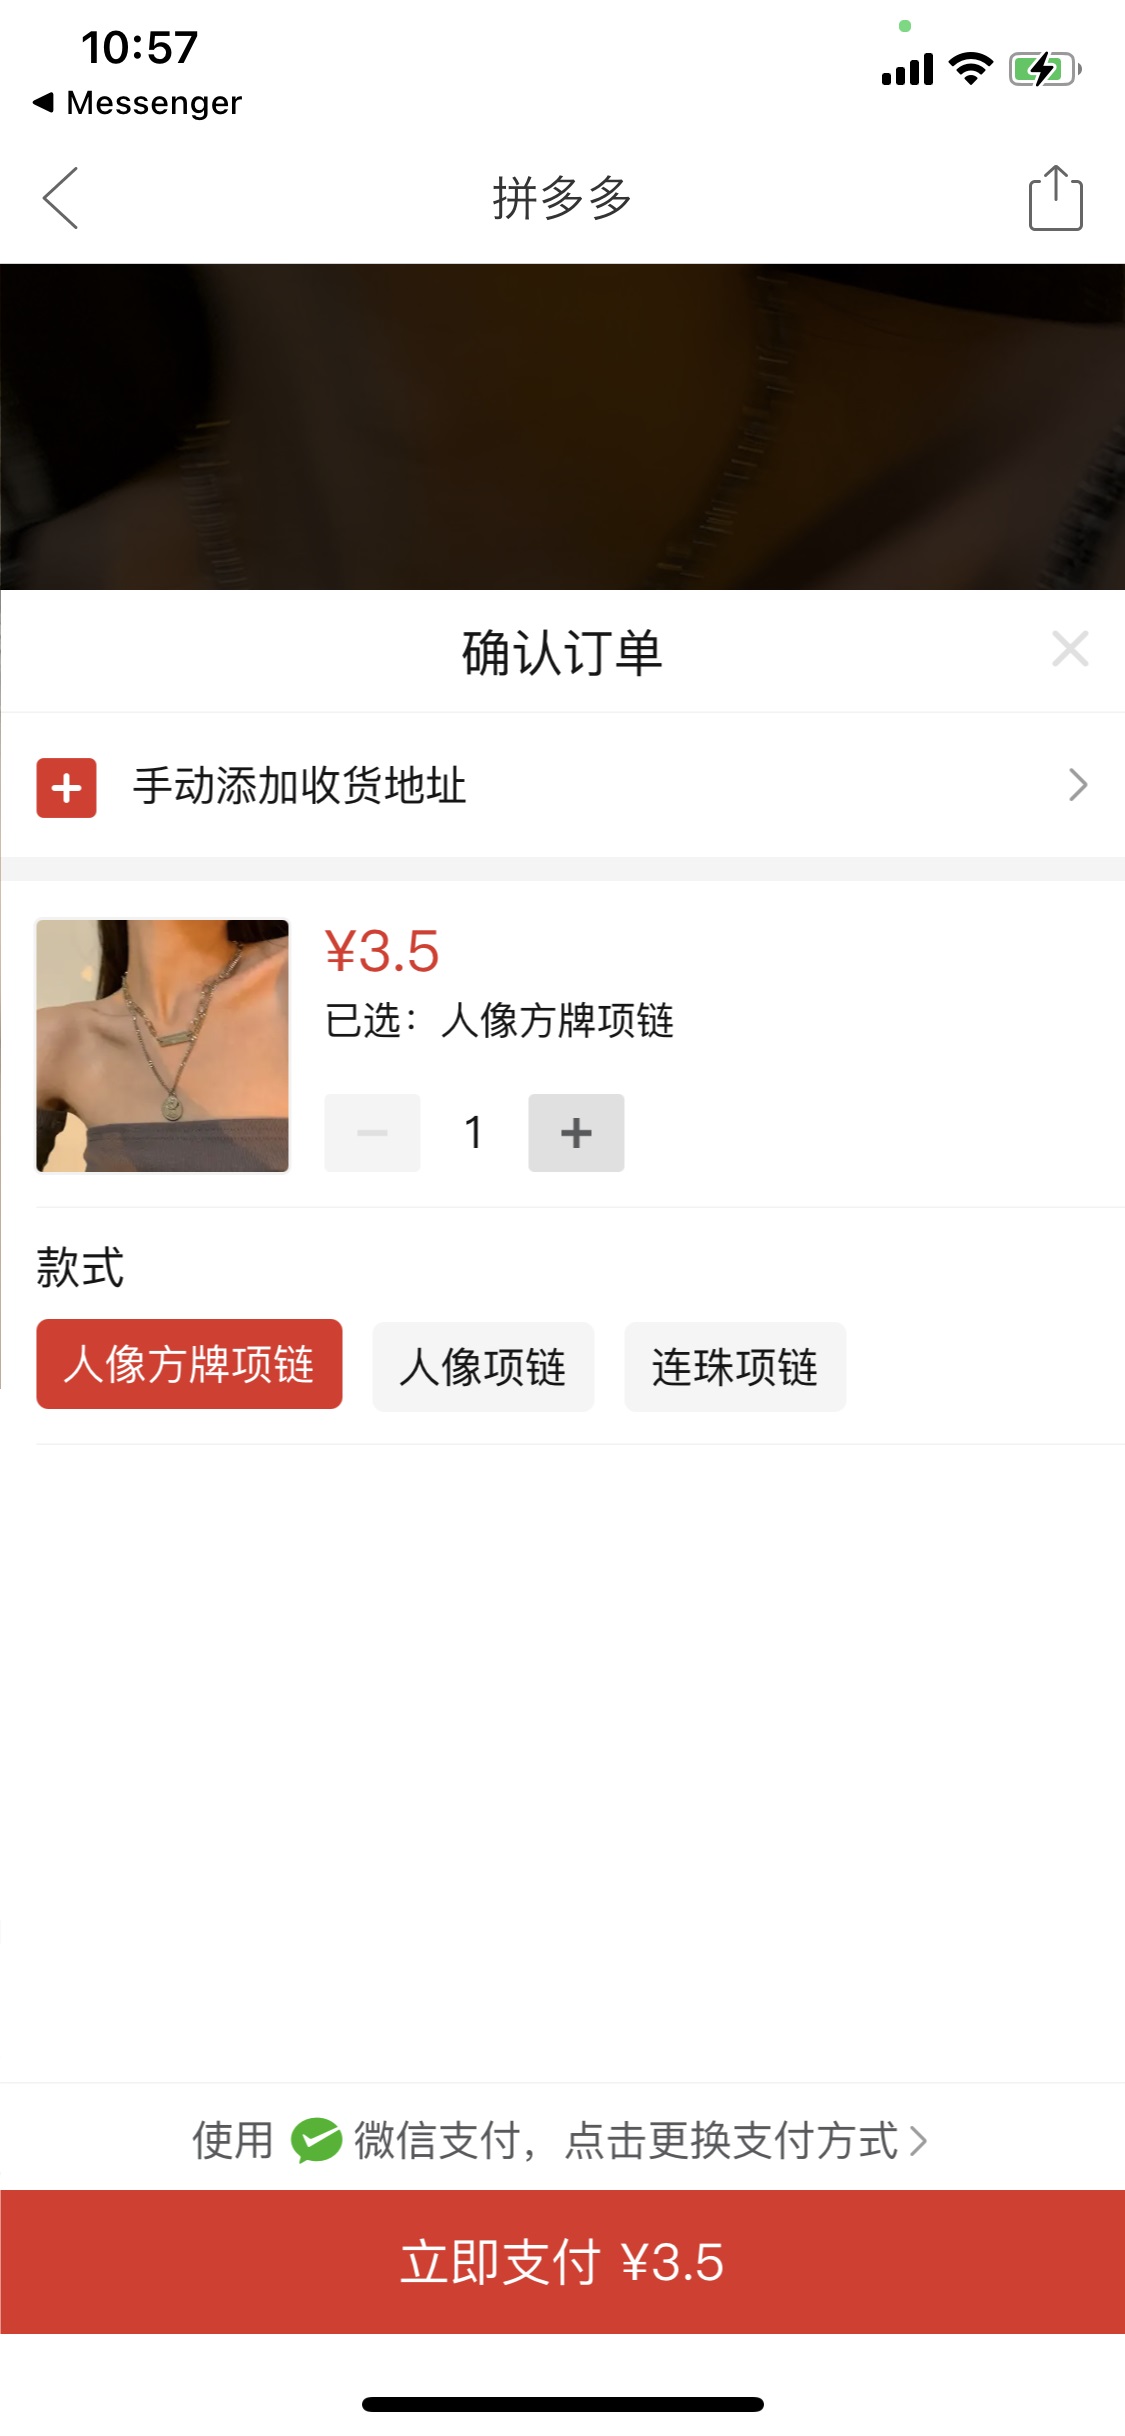 10:57
Messenger
拼多多
确认订单
手动添加收货地址
¥3.5
已选：人像方牌项链
1
款式
人像方牌项链
人像项链
连珠项链
使用 微信支付，点击更换支付方式
立即支付 ¥3.5